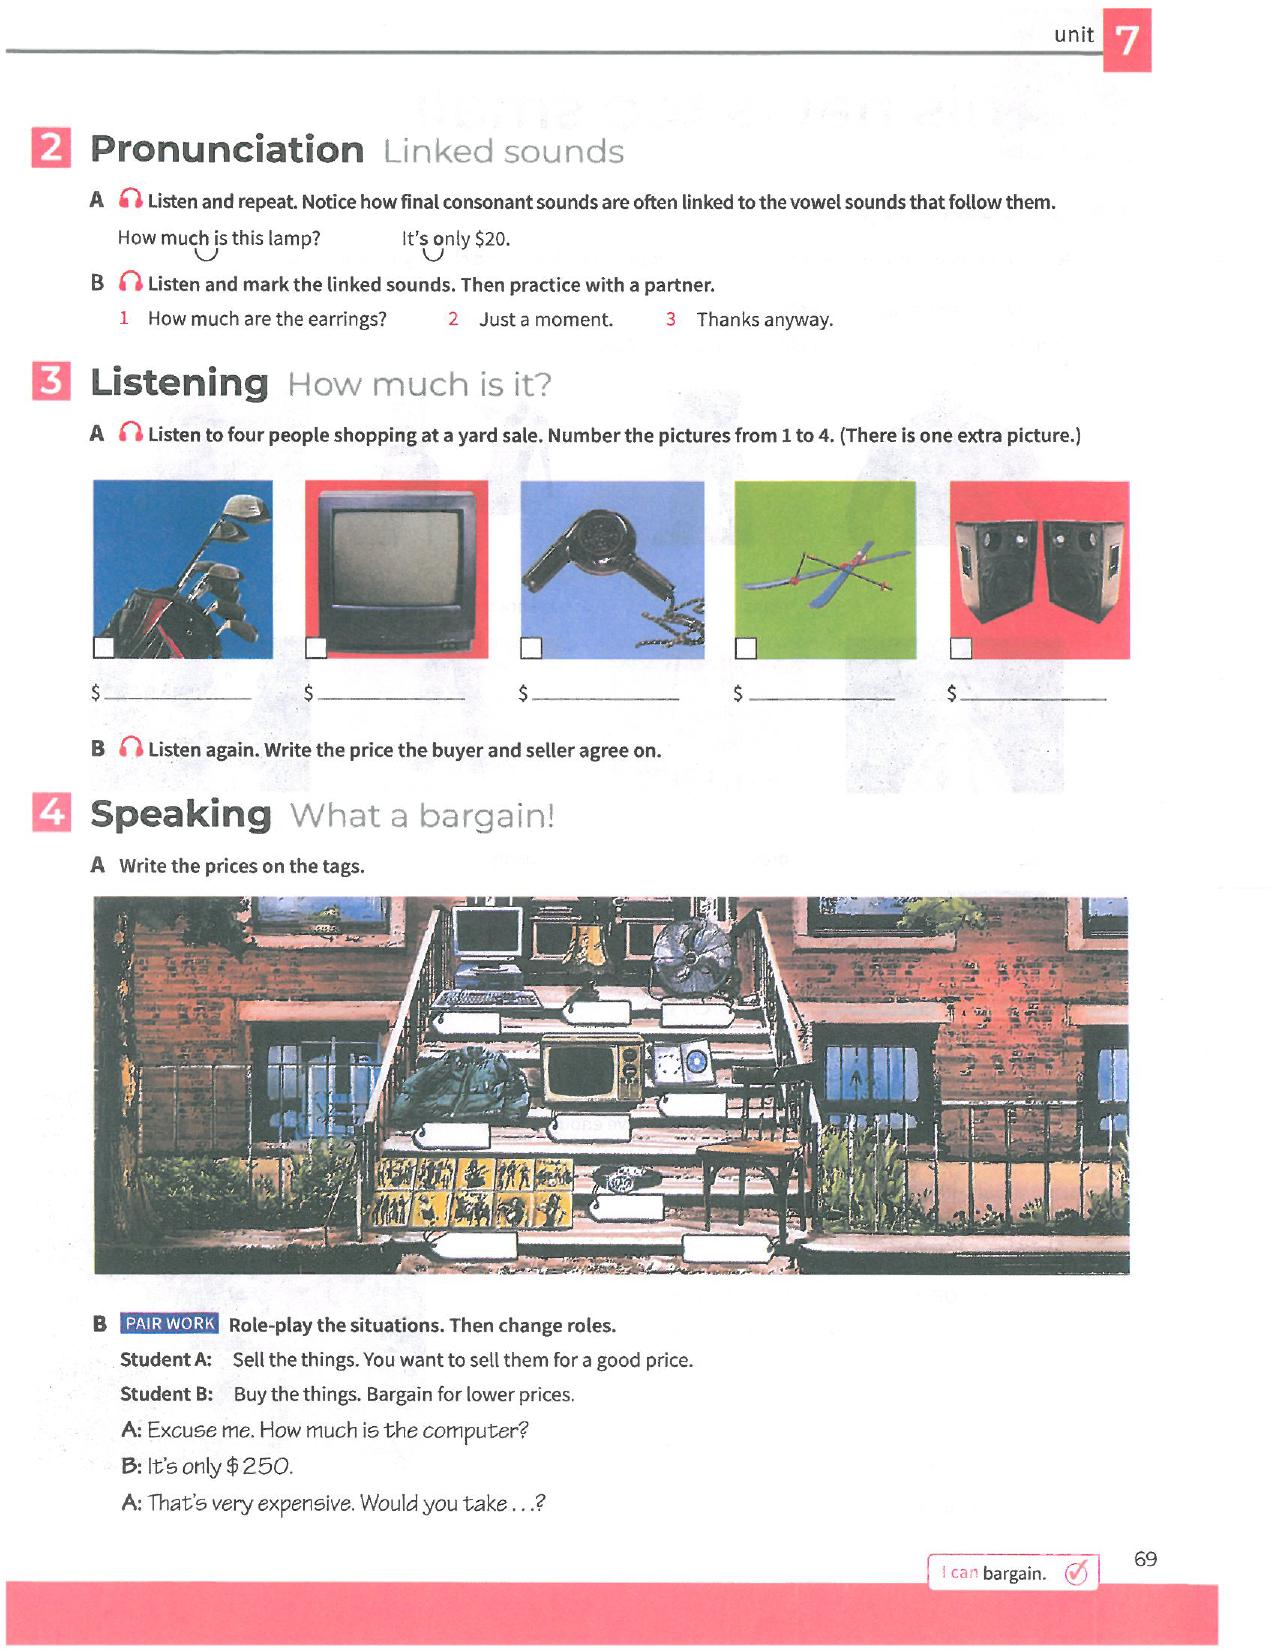 unit 7
2 Pronunciation Linked sounds
A Listen and repeat. Notice how final consonant sounds are often linked to the vowel sounds that follow them.
How much is this lamp? It's only $20.
B Listen and mark the linked sounds. Then practice with a partner.
1 How much are the earrings? 2 Just a moment. 3 Thanks anyway.
3 Listening How much is it?
A Listen to four people shopping at a yard sale. Number the pictures from 1 to 4. (There is one extra picture.)
$ $ $ $ $
B Listen again. Write the price the buyer and seller agree on.
4 Speaking What a bargain!
A Write the prices on the tags.
B PAIR WORK Role-play the situations. Then change roles.
Student A: Sell the things. You want to sell them for a good price.
Student B: Buy the things. Bargain for lower prices.
A: Excuse me. How much is the computer?
B: It's only $250.
A: That's very expensive. Would you take . . .?
I can bargain.
69